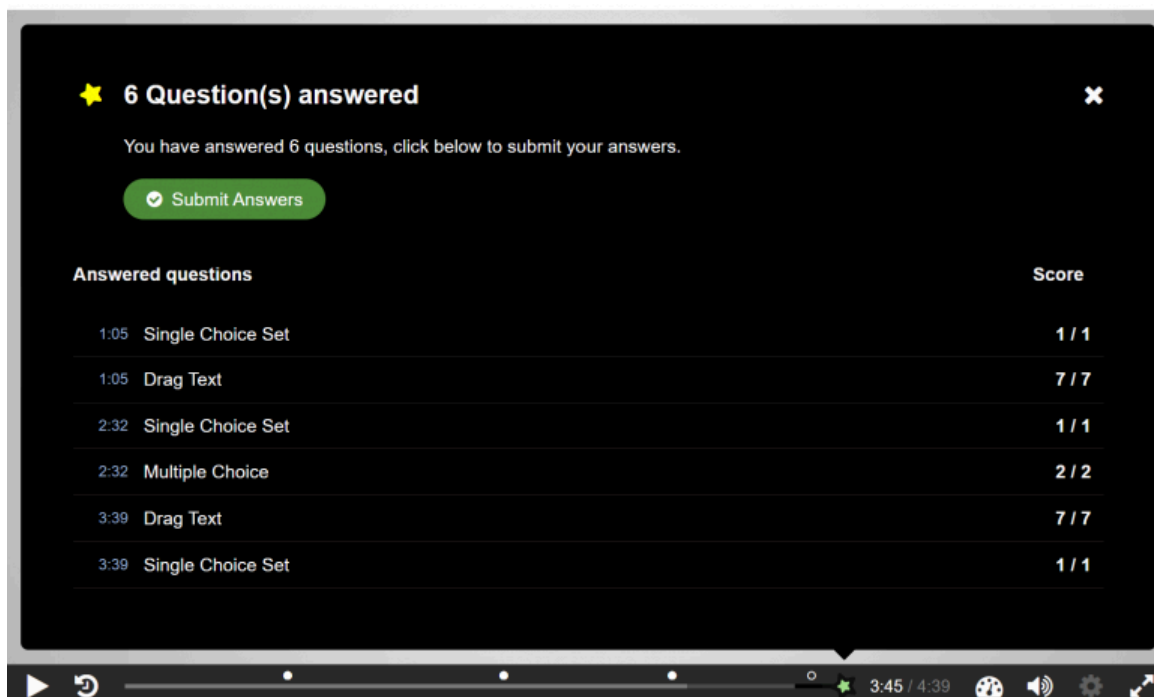 6 Question(s) answered
You have answered 6 questions, click below to submit your answers.
Submit Answers
Answered questions Score
1:05 Single Choice Set 1 / 1
1:05 Drag Text 7 / 7
2:32 Single Choice Set 1 / 1
2:32 Multiple Choice 2 / 2
3:39 Drag Text 7 / 7
3:39 Single Choice Set 1 / 1
3:45 / 4:39